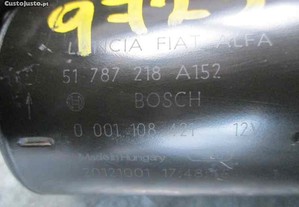 CustoJusto.pt
LANCIA FIAT ALFA
51 787 218 A152
BOSCH
0 001 108 421 12V
Made in Hungary